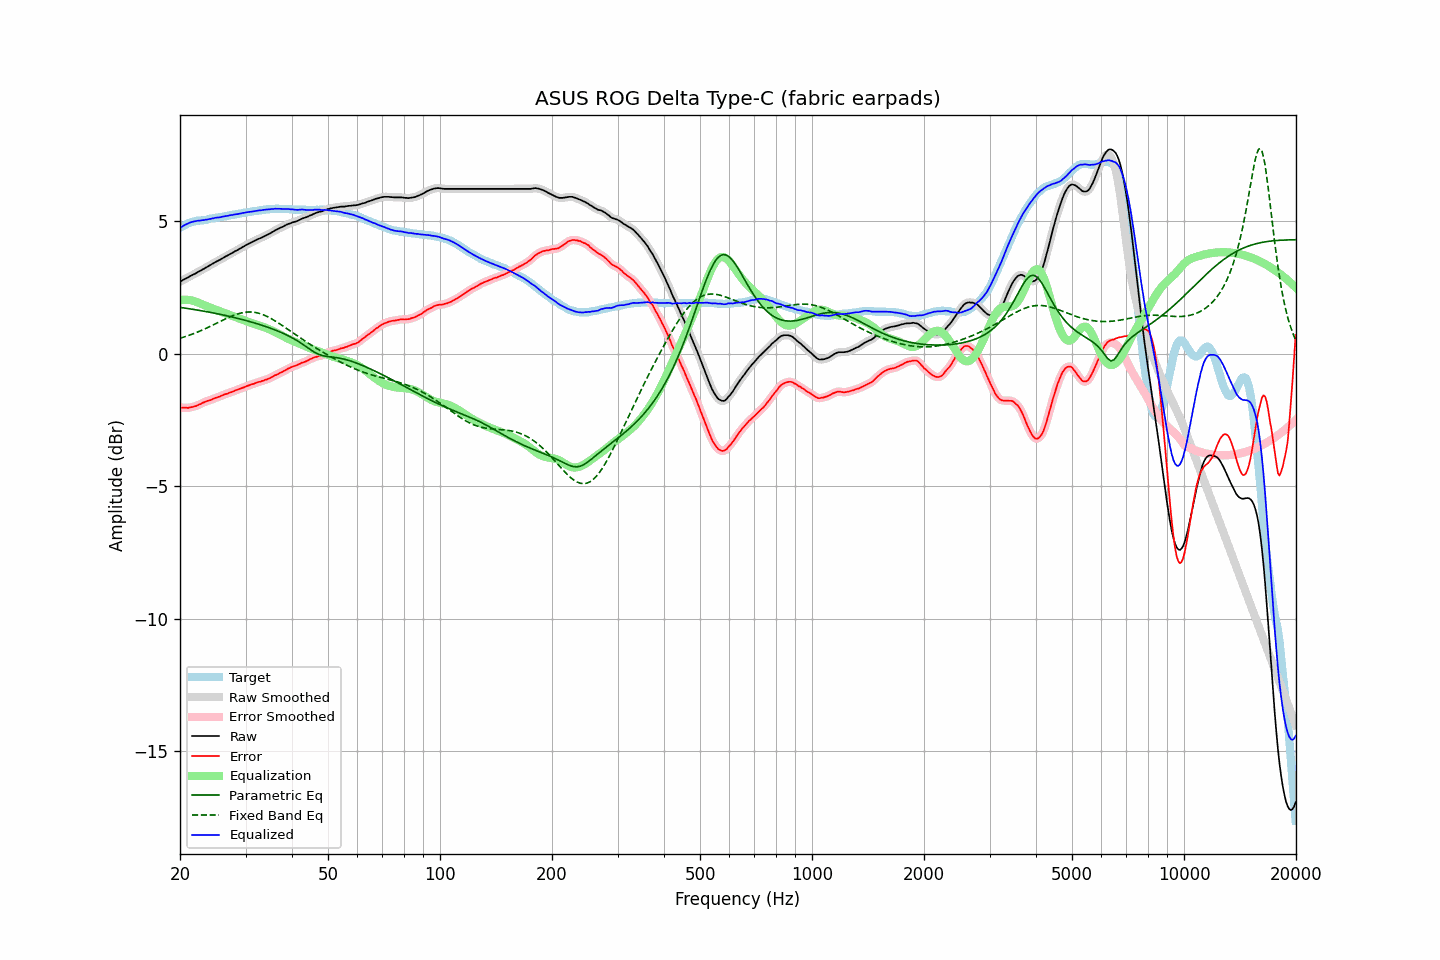 ASUS ROG Delta Type-C (fabric earpads)
5
0
−5
−10
−15
Amplitude (dBr)
Target
Raw Smoothed
Error Smoothed
Raw
Error
Equalization
Parametric Eq
Fixed Band Eq
Equalized
20 50 100 200 500 1000 2000 5000 10000 20000
Frequency (Hz)